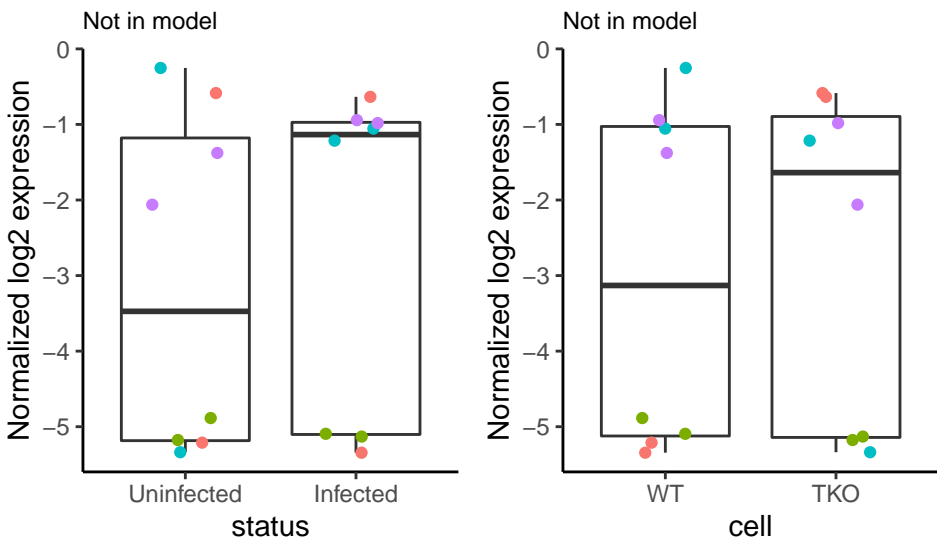 Not in model
0
−1
−2
−3
−4
−5
Normalized log2 expression
Uninfected
Infected
status
Not in model
0
−1
−2
−3
−4
−5
Normalized log2 expression
WT
TKO
cell